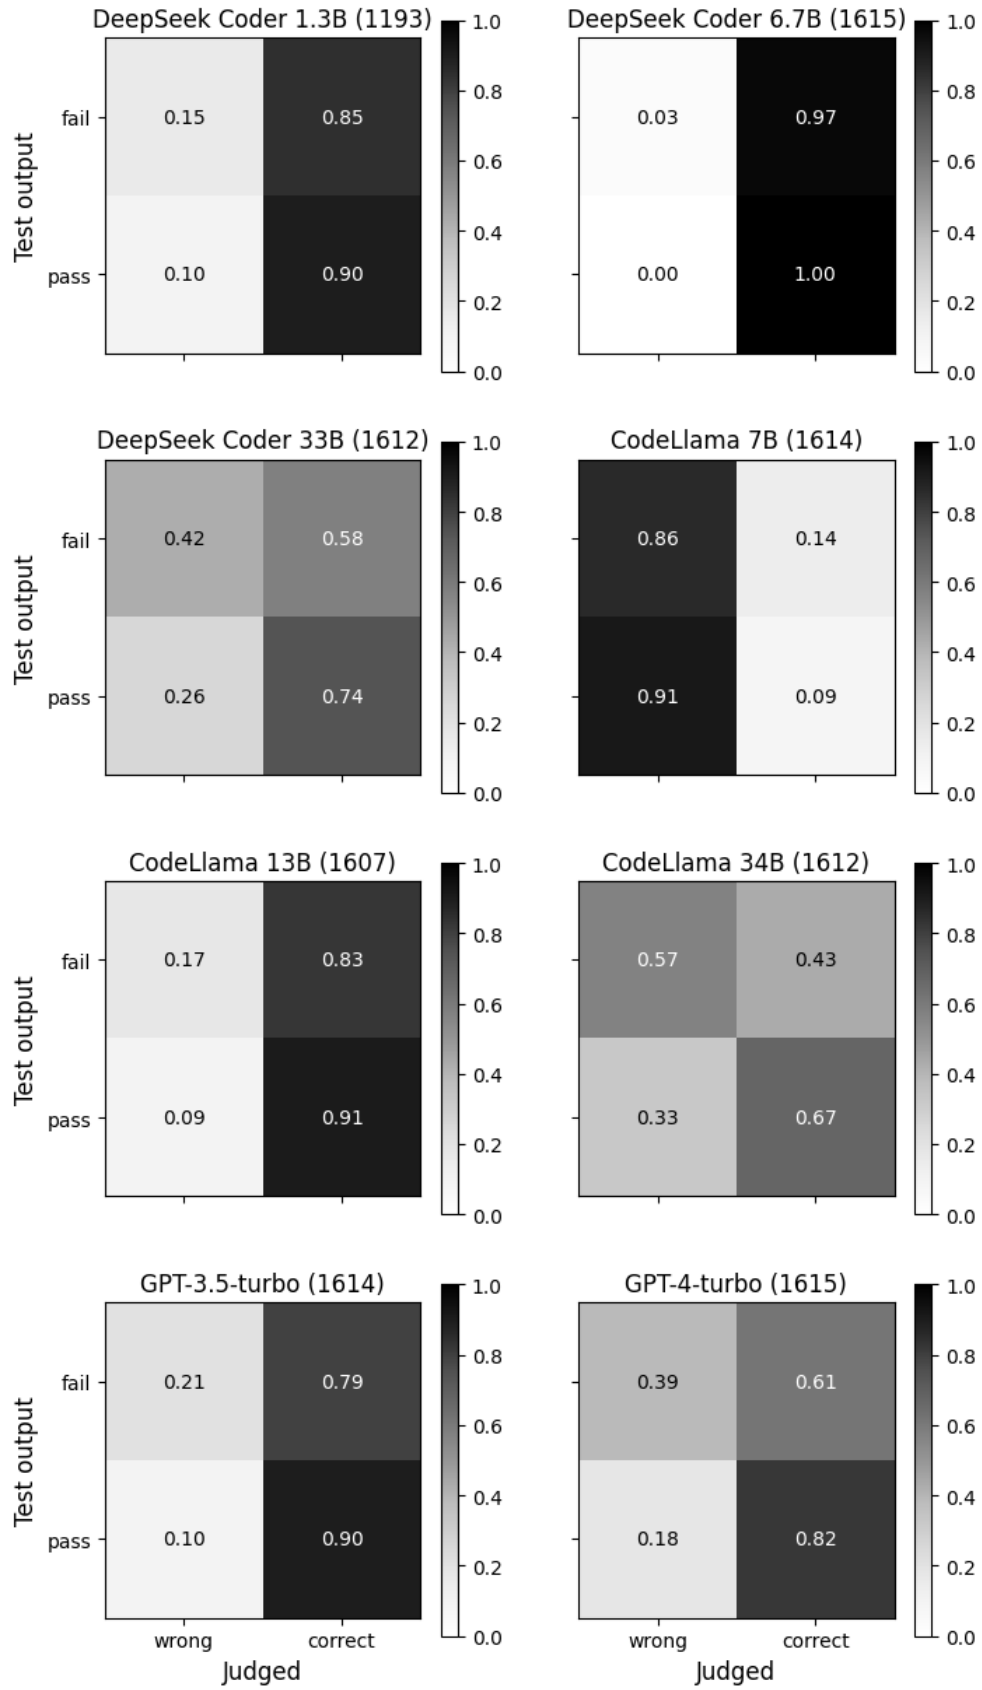 DeepSeek Coder 1.3B (1193)
1.0
0.8
0.6
0.4
0.2
0.0
Test output
fail
pass
0.15 0.85
0.10 0.90
DeepSeek Coder 6.7B (1615)
1.0
0.8
0.6
0.4
0.2
0.0
0.03 0.97
0.00 1.00
DeepSeek Coder 33B (1612)
1.0
0.8
0.6
0.4
0.2
0.0
Test output
fail
pass
0.42 0.58
0.26 0.74
CodeLlama 7B (1614)
1.0
0.8
0.6
0.4
0.2
0.0
0.86 0.14
0.91 0.09
CodeLlama 13B (1607)
1.0
0.8
0.6
0.4
0.2
0.0
Test output
fail
pass
0.17 0.83
0.09 0.91
CodeLlama 34B (1612)
1.0
0.8
0.6
0.4
0.2
0.0
0.57 0.43
0.33 0.67
GPT-3.5-turbo (1614)
1.0
0.8
0.6
0.4
0.2
0.0
Test output
fail
pass
0.21 0.79
0.10 0.90
wrong correct
Judged
GPT-4-turbo (1615)
1.0
0.8
0.6
0.4
0.2
0.0
0.39 0.61
0.18 0.82
wrong correct
Judged